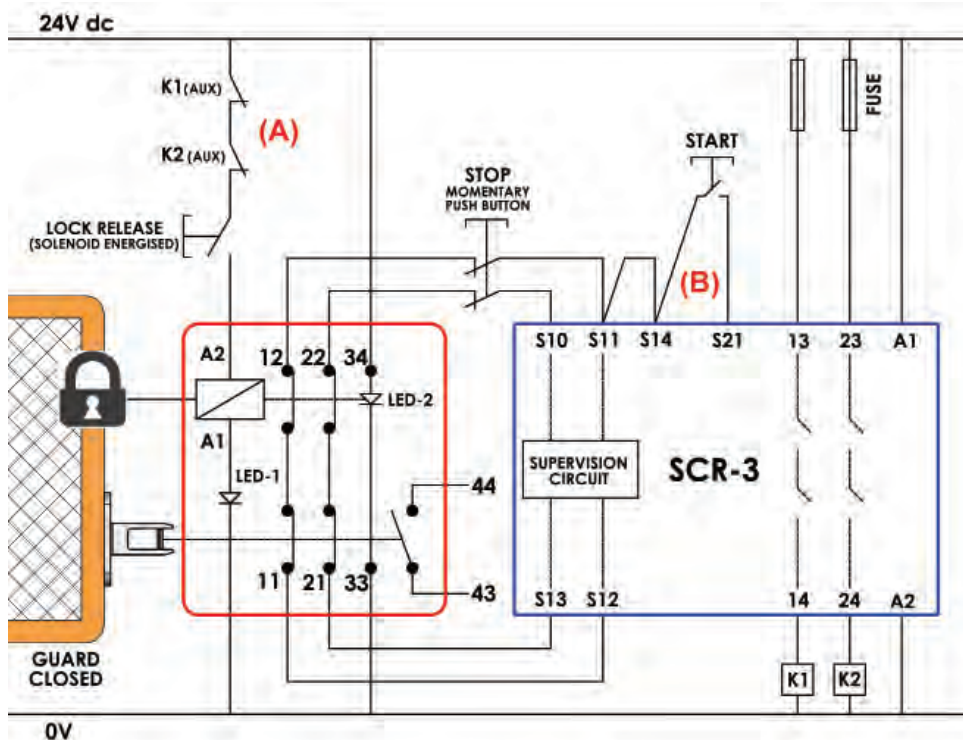 24V dc
K1(AUX)
(A)
K2 (AUX)
LOCK RELEASE
(SOLENOID ENERGISED)
STOP
MOMENTARY
PUSH BUTTON
START
(B)
FUSE
A2
12
22
34
LED-2
A1
LED-1
44
11
21
33
43
S10
S11
S14
S21
13
23
A1
SUPERVISION
CIRCUIT
SCR-3
S13
S12
14
24
A2
GUARD
CLOSED
K1
K2
0V